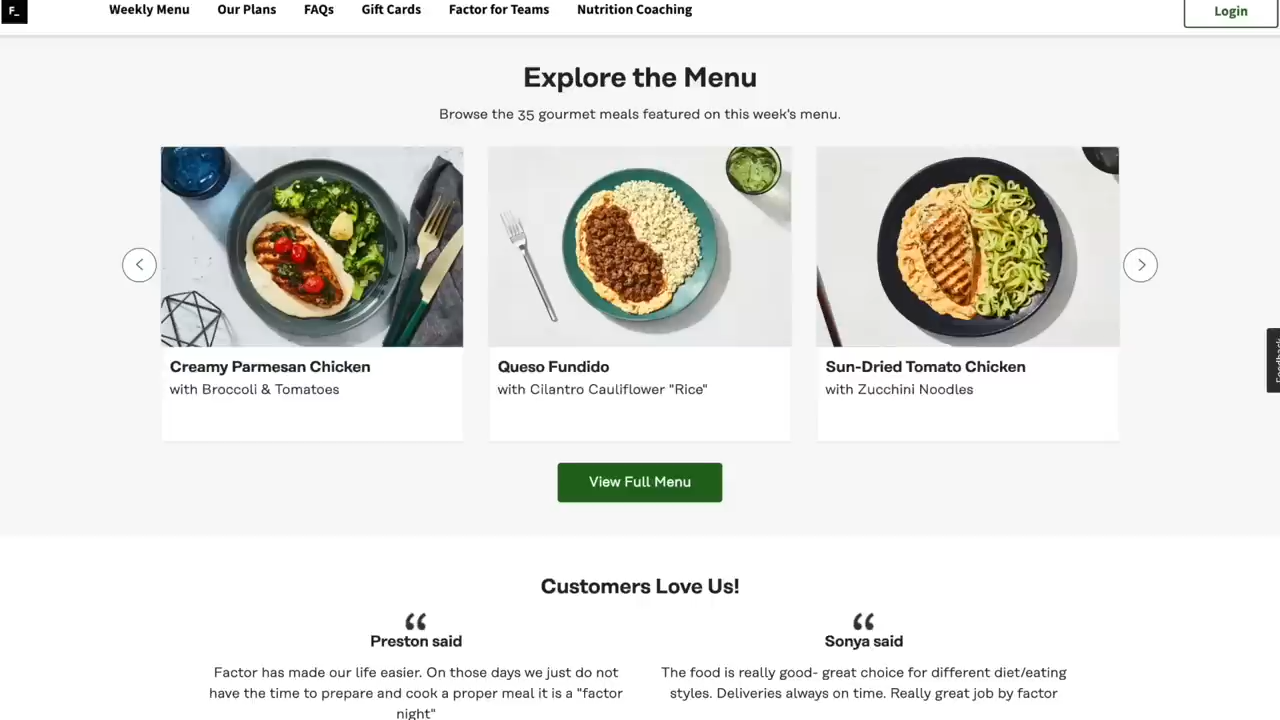 F_
Weekly Menu
Our Plans
FAQs
Gift Cards
Factor for Teams
Nutrition Coaching
Login
Explore the Menu
Browse the 35 gourmet meals featured on this week's menu.
Creamy Parmesan Chicken
with Broccoli & Tomatoes
Queso Fundido
with Cilantro Cauliflower "Rice"
Sun-Dried Tomato Chicken
with Zucchini Noodles
Feedback
View Full Menu
Customers Love Us!
“
Preston said
Factor has made our life easier. On those days we just do not
have the time to prepare and cook a proper meal it is a "factor
night"
“
Sonya said
The food is really good- great choice for different diet/eating
styles. Deliveries always on time. Really great job by factor